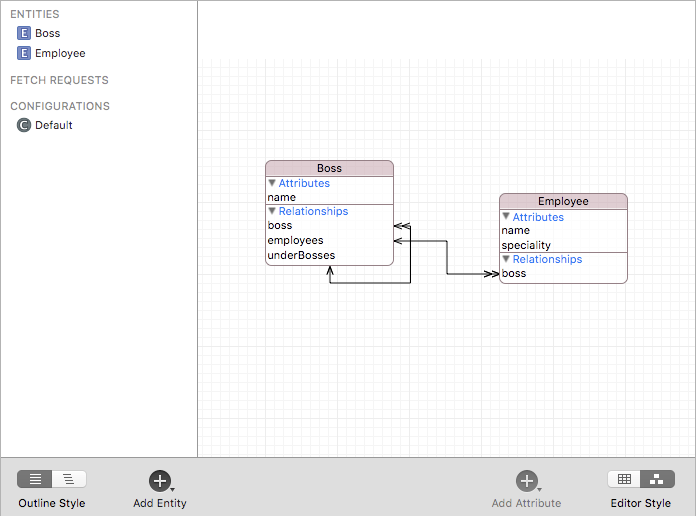 ENTITIES
E Boss
E Employee
FETCH REQUESTS
CONFIGURATIONS
C Default
Boss
Attributes
name
Relationships
boss
employees
underBosses
Employee
Attributes
name
speciality
Relationships
boss
Outline Style
Add Entity
Add Attribute
Editor Style